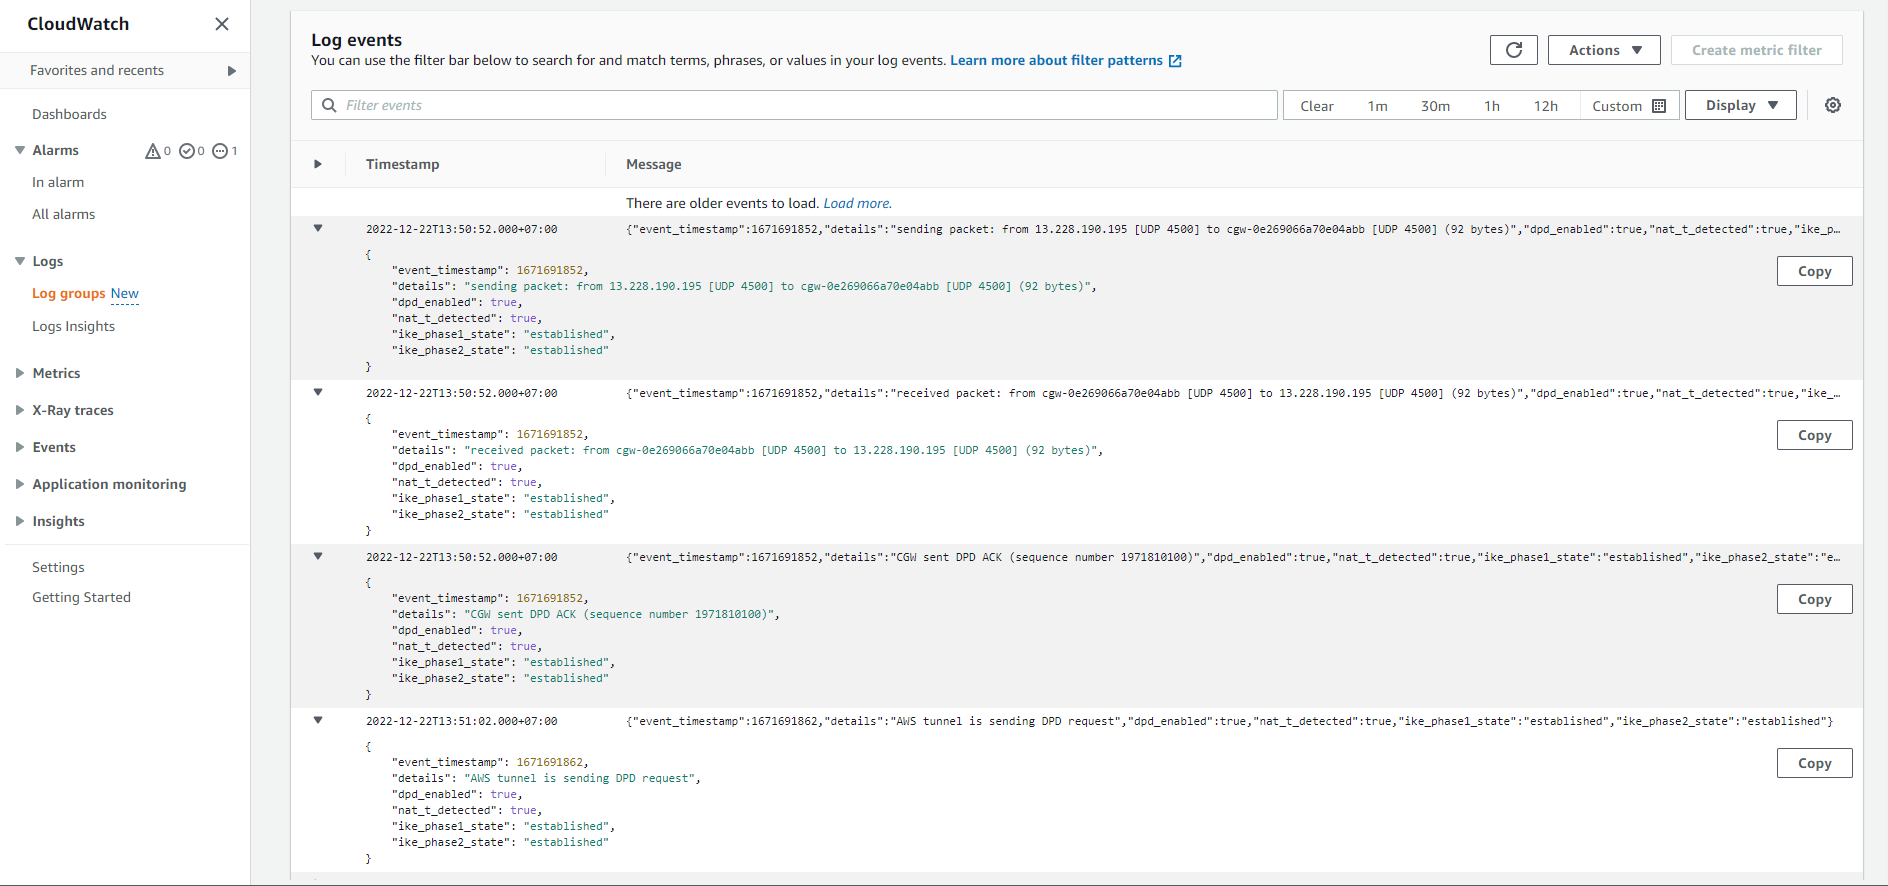 CloudWatch
Favorites and recents
Dashboards
Alarms 0 0 1
In alarm
All alarms
Logs
Log groups New
Logs Insights
Metrics
X-Ray traces
Events
Application monitoring
Insights
Settings
Getting Started
Log events
You can use the filter bar below to search for and match terms, phrases, or values in your log events. Learn more about filter patterns
Actions
Create metric filter
Filter events
Clear 1m 30m 1h 12h Custom
Display
Timestamp Message
There are older events to load. Load more.
2022-12-22T13:50:52.000+07:00 {"event_timestamp":1671691852,"details":"sending packet: from 13.228.190.195 [UDP 4500] to cgw-0e269066a70e04abb [UDP 4500] (92 bytes)","dpd_enabled":true,"nat_t_detected":true,"ike_p…
{
"event_timestamp": 1671691852,
"details": "sending packet: from 13.228.190.195 [UDP 4500] to cgw-0e269066a70e04abb [UDP 4500] (92 bytes)",
"dpd_enabled": true,
"nat_t_detected": true,
"ike_phase1_state": "established",
"ike_phase2_state": "established"
}
Copy
2022-12-22T13:50:52.000+07:00 {"event_timestamp":1671691852,"details":"received packet: from cgw-0e269066a70e04abb [UDP 4500] to 13.228.190.195 [UDP 4500] (92 bytes)","dpd_enabled":true,"nat_t_detected":true,"ike_…
{
"event_timestamp": 1671691852,
"details": "received packet: from cgw-0e269066a70e04abb [UDP 4500] to 13.228.190.195 [UDP 4500] (92 bytes)",
"dpd_enabled": true,
"nat_t_detected": true,
"ike_phase1_state": "established",
"ike_phase2_state": "established"
}
Copy
2022-12-22T13:50:52.000+07:00 {"event_timestamp":1671691852,"details":"CGW sent DPD ACK (sequence number 1971810100)","dpd_enabled":true,"nat_t_detected":true,"ike_phase1_state":"established","ike_phase2_state":"e…
{
"event_timestamp": 1671691852,
"details": "CGW sent DPD ACK (sequence number 1971810100)",
"dpd_enabled": true,
"nat_t_detected": true,
"ike_phase1_state": "established",
"ike_phase2_state": "established"
}
Copy
2022-12-22T13:51:02.000+07:00 {"event_timestamp":1671691862,"details":"AWS tunnel is sending DPD request","dpd_enabled":true,"nat_t_detected":true,"ike_phase1_state":"established","ike_phase2_state":"established"}
{
"event_timestamp": 1671691862,
"details": "AWS tunnel is sending DPD request",
"dpd_enabled": true,
"nat_t_detected": true,
"ike_phase1_state": "established",
"ike_phase2_state": "established"
}
Copy